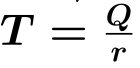 T = Q/r